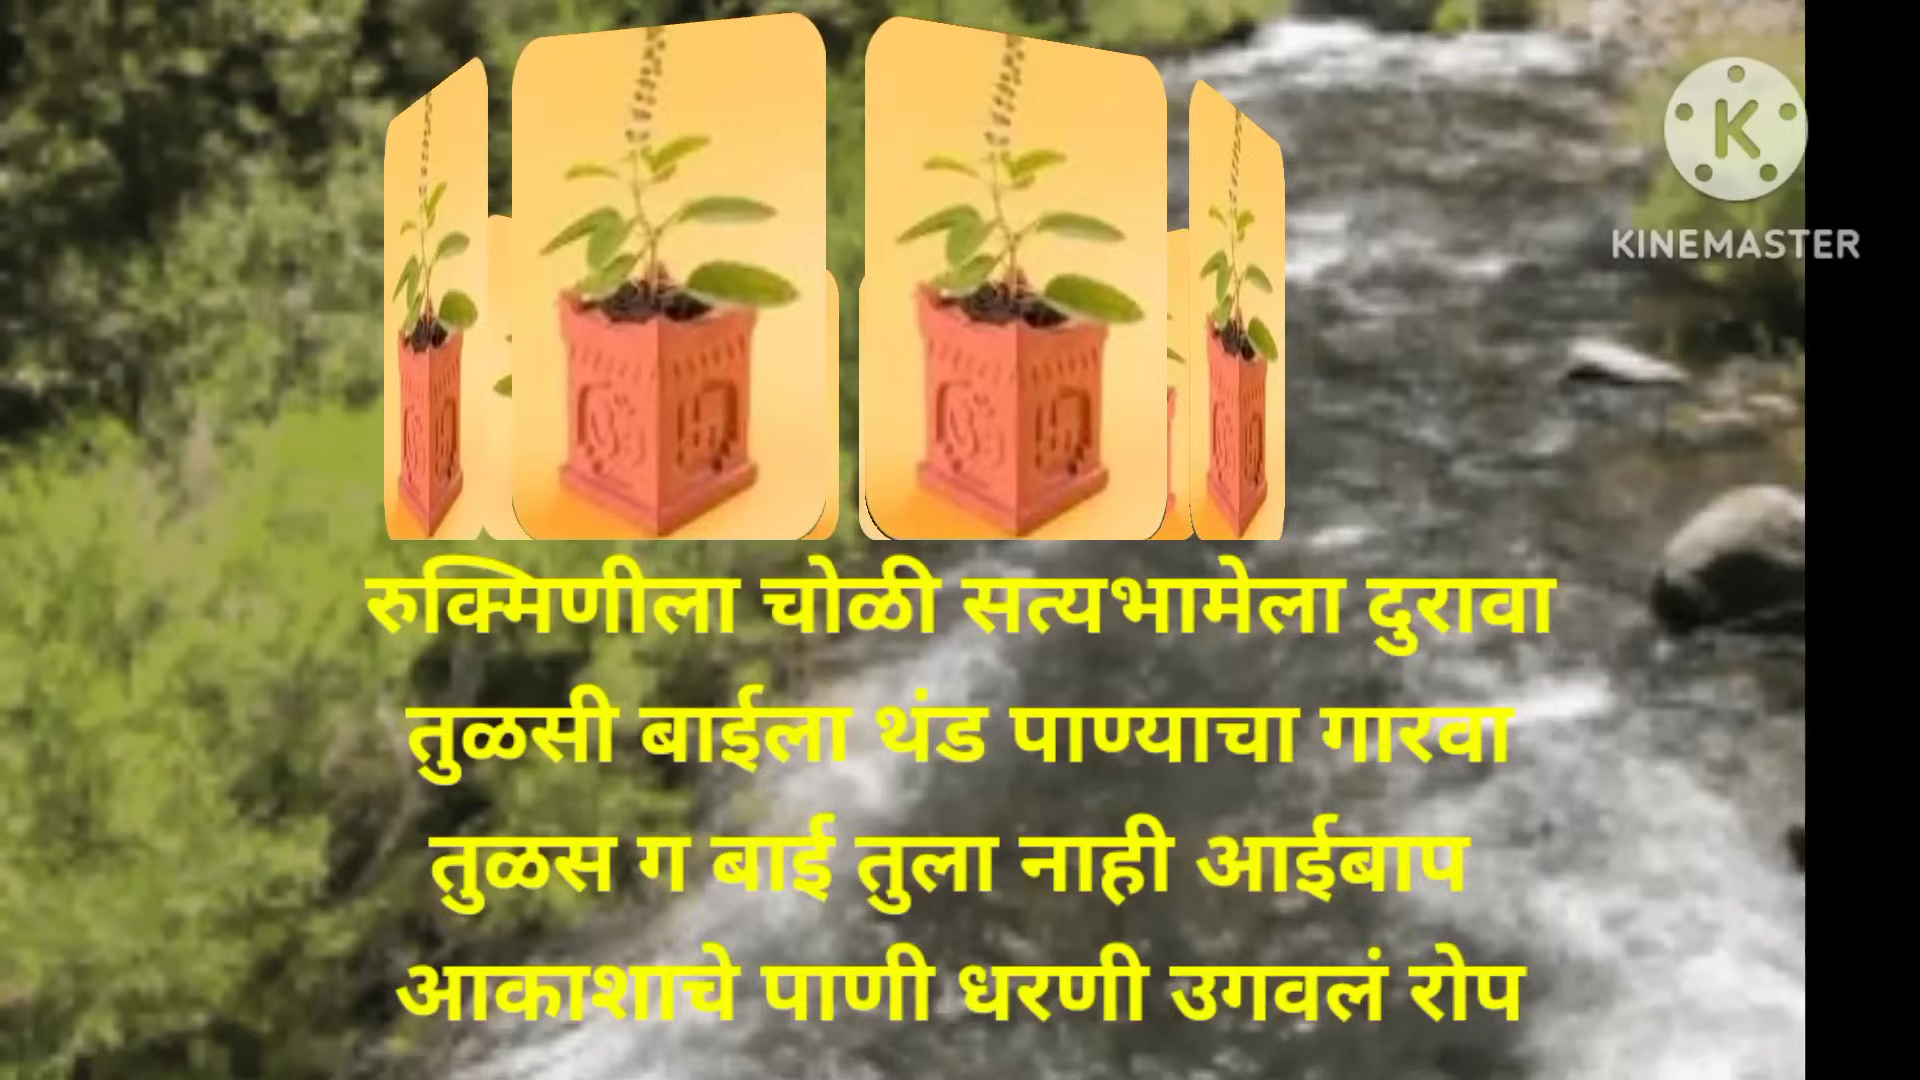 K
KINEMASTER
रुक्मिणीला चोळी सत्यभामेला दुरावा
तुळसी बाईला थंड पाण्याचा गारवा
तुळस ग बाई तुला नाही आईबाप
आकाशाचे पाणी धरणी उगवलं रोप